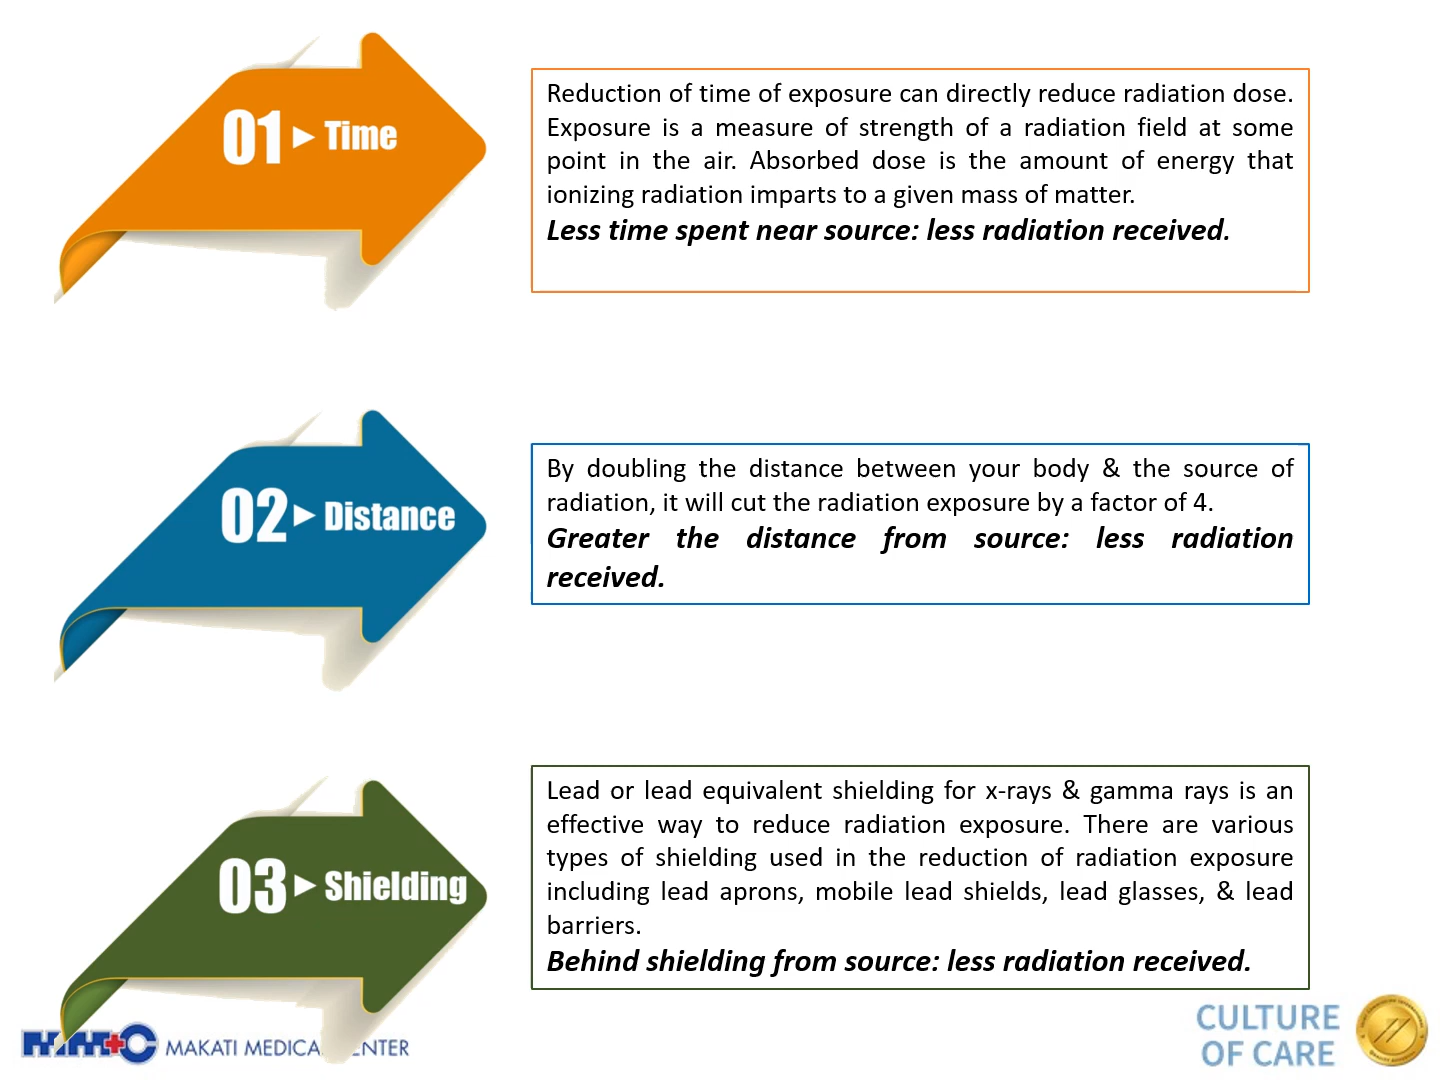 01 ▸ Time
Reduction of time of exposure can directly reduce radiation dose.
Exposure is a measure of strength of a radiation field at some
point in the air. Absorbed dose is the amount of energy that
ionizing radiation imparts to a given mass of matter.
Less time spent near source: less radiation received.
02 ▸ Distance
By doubling the distance between your body & the source of
radiation, it will cut the radiation exposure by a factor of 4.
Greater the distance from source: less radiation
received.
03 ▸ Shielding
Lead or lead equivalent shielding for x-rays & gamma rays is an
effective way to reduce radiation exposure. There are various
types of shielding used in the reduction of radiation exposure
including lead aprons, mobile lead shields, lead glasses, & lead
barriers.
Behind shielding from source: less radiation received.
MMC MAKATI MEDICAL CENTER
CULTURE
OF CARE